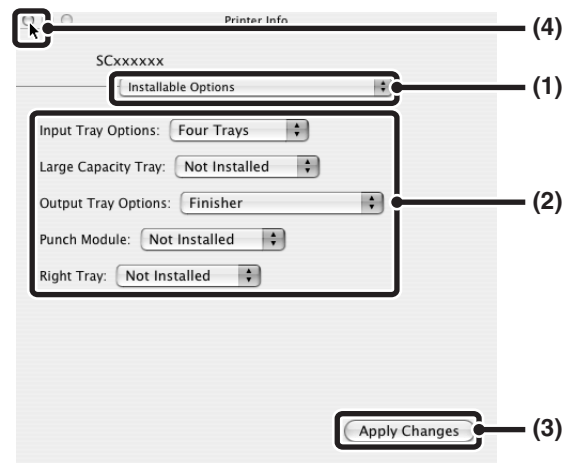 Printer Info
(4)
SCxxxxxx
Installable Options
(1)
Input Tray Options: Four Trays
Large Capacity Tray: Not Installed
Output Tray Options: Finisher
(2)
Punch Module: Not Installed
Right Tray: Not Installed
Apply Changes
(3)